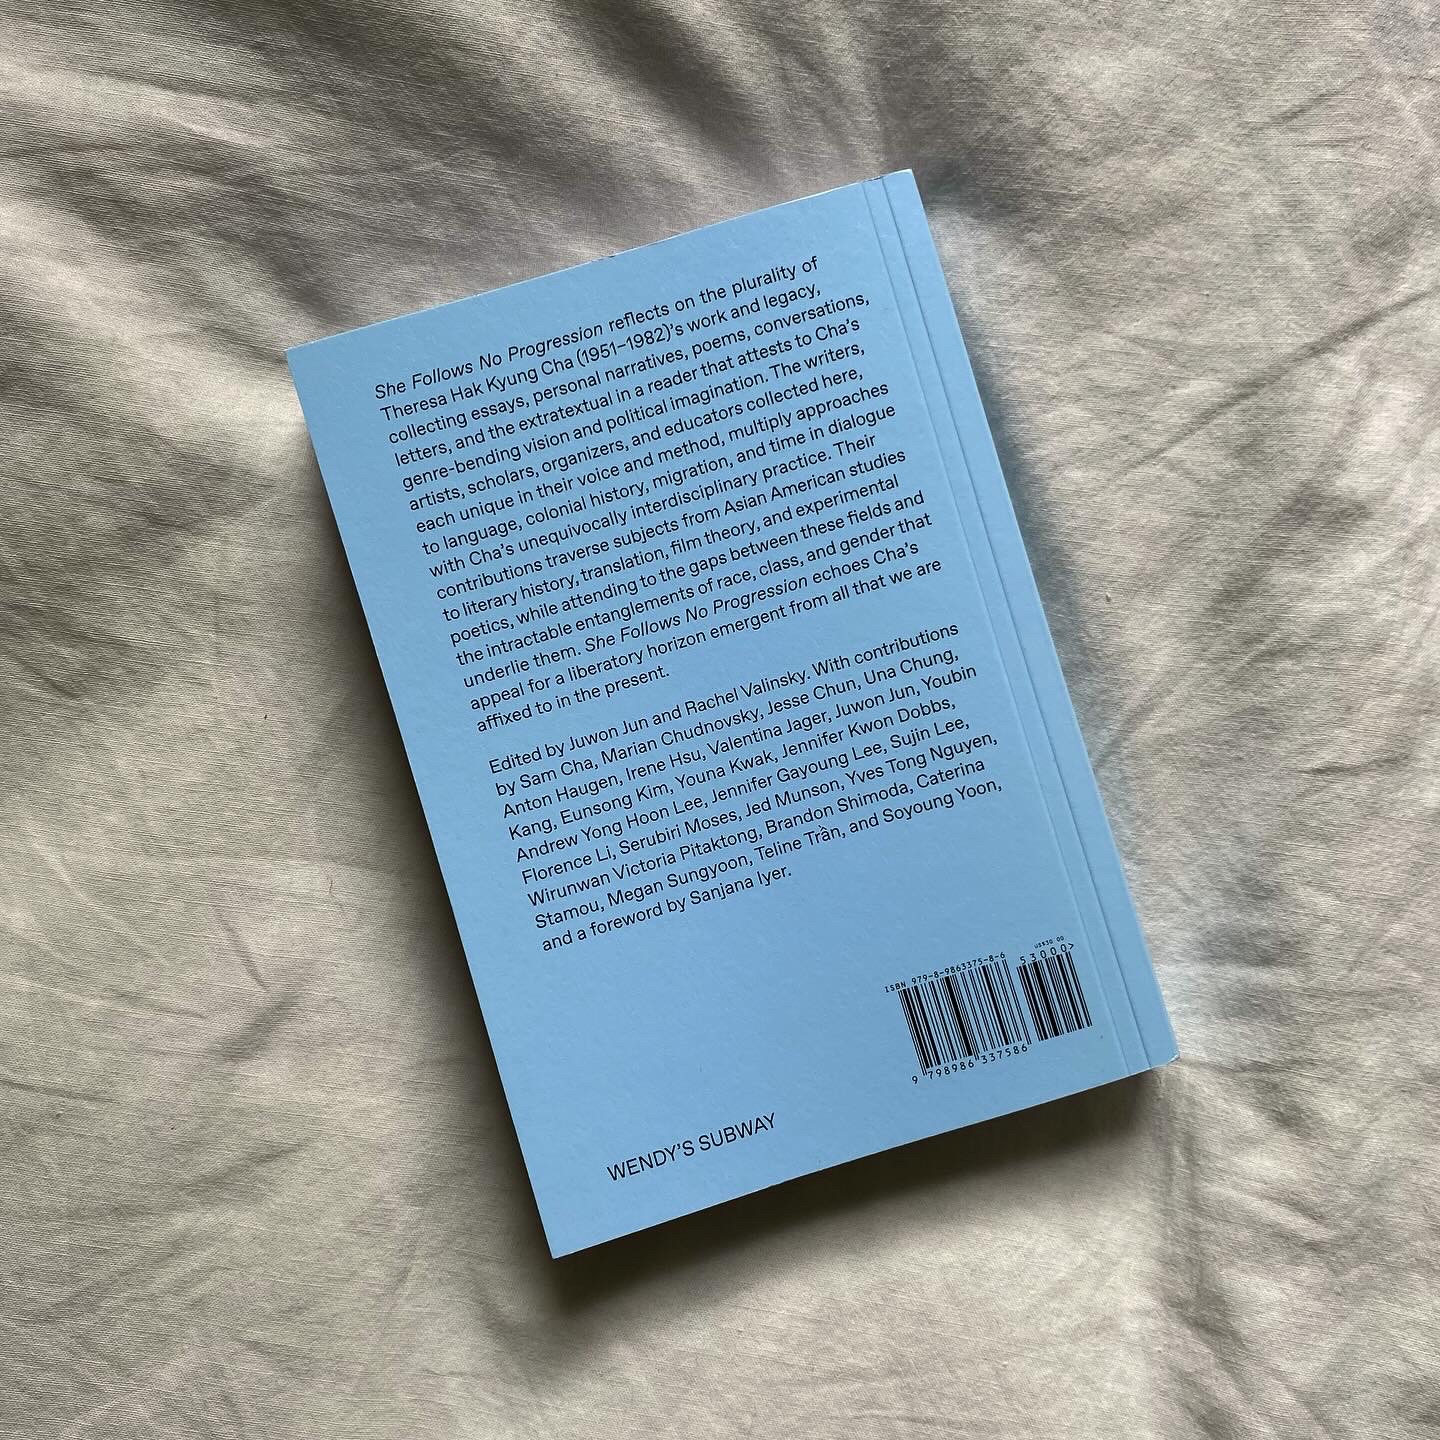 She Follows No Progression reflects on the plurality of
Theresa Hak Kyung Cha (1951–1982)’s work and legacy,
collecting essays, personal narratives, poems, conversations,
letters, and the extratextual in a reader that attests to Cha’s
genre-bending vision and political imagination. The writers,
artists, scholars, organizers, and educators collected here,
each unique in their voice and method, multiply approaches
to language, colonial history, migration, and time in dialogue
with Cha’s unequivocally interdisciplinary practice. Their
contributions traverse subjects from Asian American studies
to literary history, translation, film theory, and experimental
poetics, while attending to the gaps between these fields and
the intractable entanglements of race, class, and gender that
underlie them. She Follows No Progression echoes Cha’s
appeal for a liberatory horizon emergent from all that we are
affixed to in the present.
Edited by Juwon Jun and Rachel Valinsky. With contributions
by Sam Cha, Marian Chudnovsky, Jesse Chun, Una Chung,
Anton Haugen, Irene Hsu, Valentina Jager, Juwon Jun, Youbin
Kang, Eunsong Kim, Youna Kwak, Jennifer Kwon Dobbs,
Andrew Yong Hoon Lee, Jennifer Gayoung Lee, Sujin Lee,
Florence Li, Serubiri Moses, Jed Munson, Yves Tong Nguyen,
Wirunwan Victoria Pitaktong, Brandon Shimoda, Caterina
Stamou, Megan Sungyoon, Teline Trần, and Soyoung Yoon,
and a foreword by Sanjana Iyer.
US$30 00
ISBN 979-8-9863375-8-6
53000>
9 798986 337586
WENDY’S SUBWAY